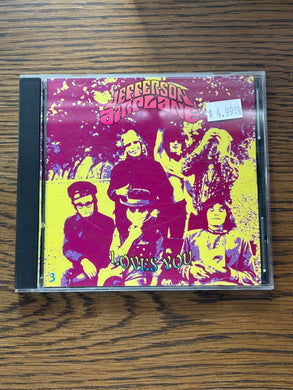 JEFFERSON
AIRPLANE
$ 4.99
LOVES YOU
3